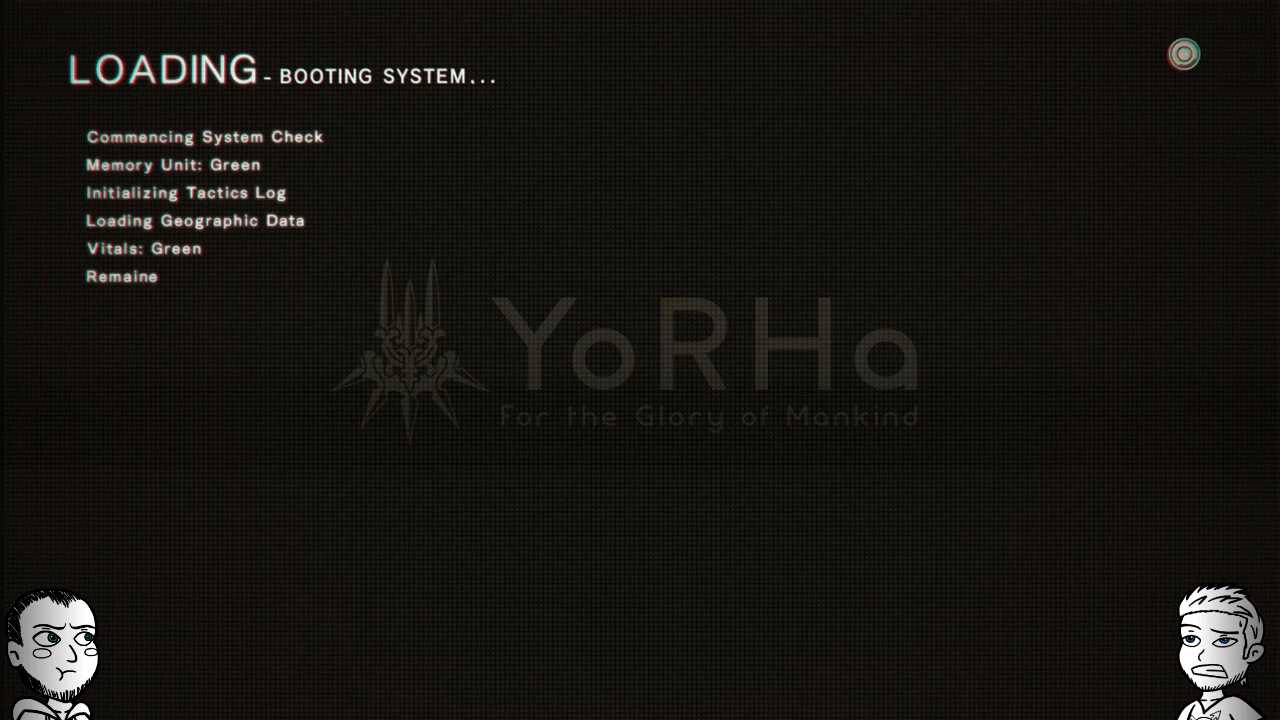 LOADING - BOOTING SYSTEM...
Commencing System Check
Memory Unit: Green
Initializing Tactics Log
Loading Geographic Data
Vitals: Green
Remaine
YoRHa
For the Glory of Mankind